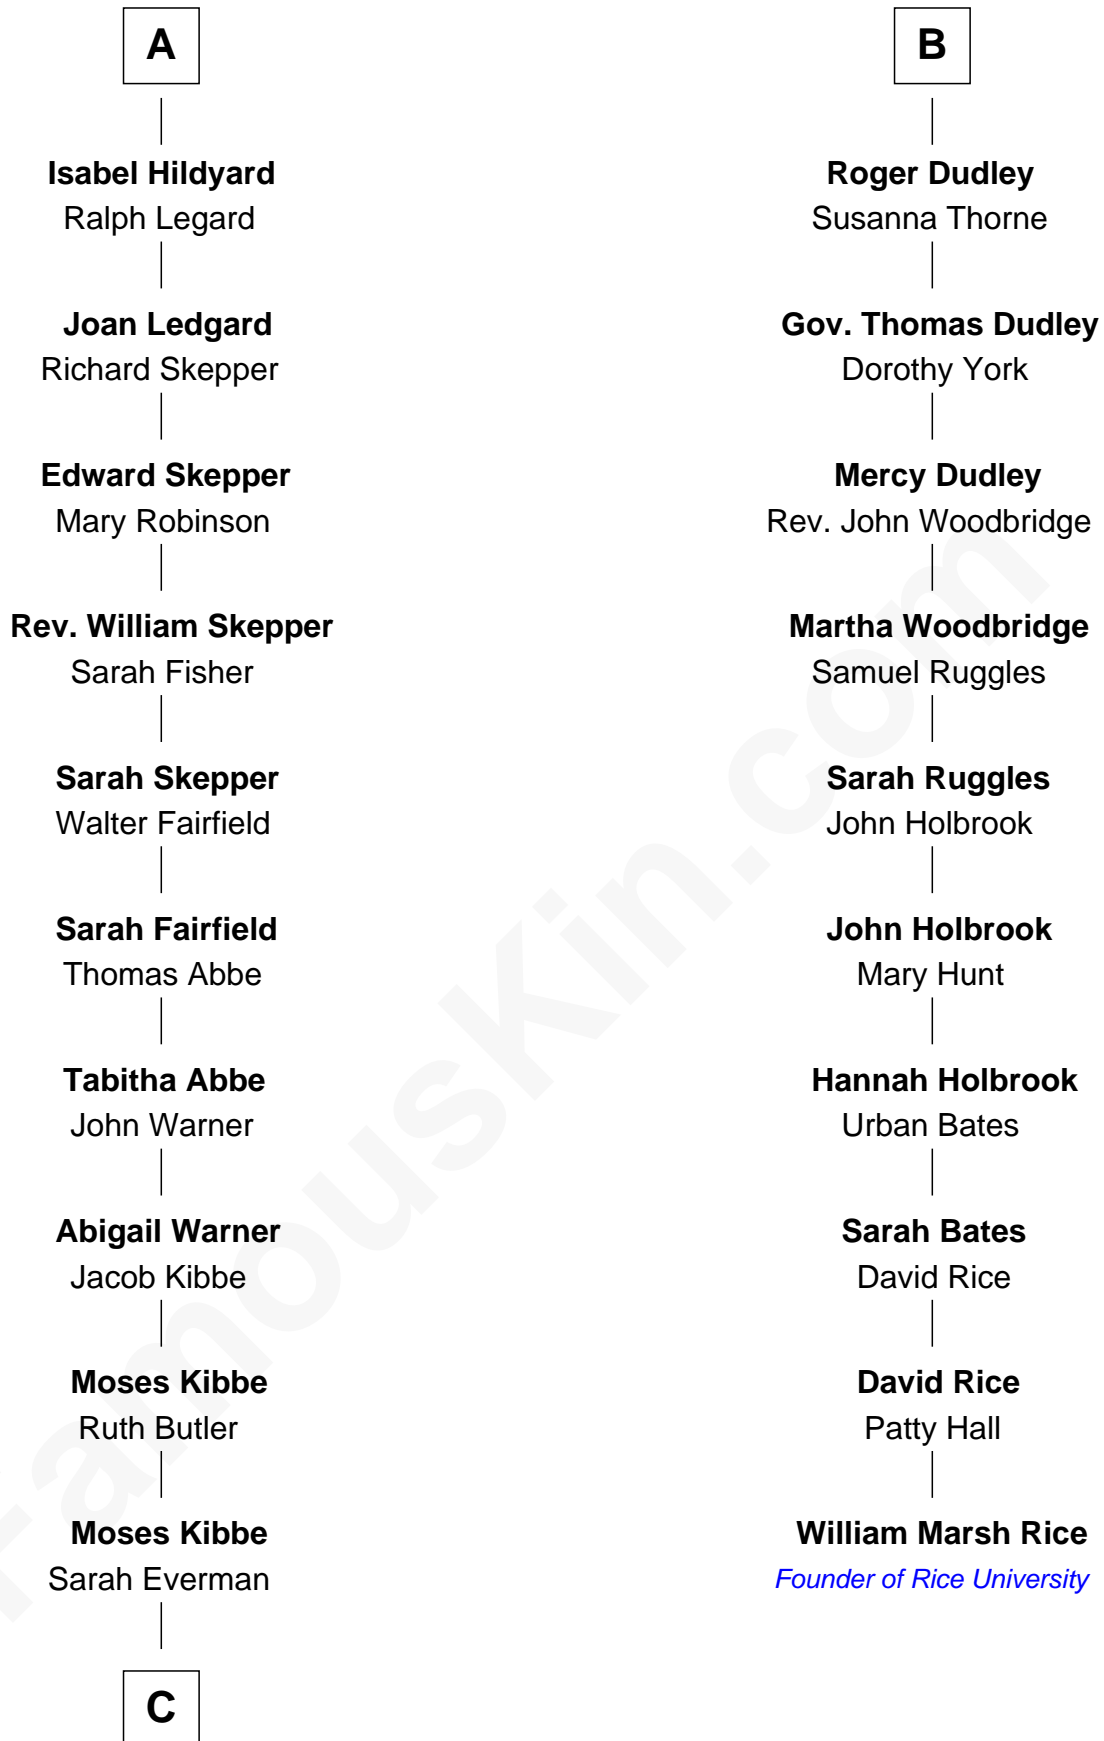 A
Isabel Hildyard
Ralph Legard
Joan Ledgard
Richard Skepper
Edward Skepper
Mary Robinson
Rev. William Skepper
Sarah Fisher
Sarah Skepper
Walter Fairfield
Sarah Fairfield
Thomas Abbe
Tabitha Abbe
John Warner
Abigail Warner
Jacob Kibbe
Moses Kibbe
Ruth Butler
Moses Kibbe
Sarah Everman
C
B
Roger Dudley
Susanna Thorne
Gov. Thomas Dudley
Dorothy York
Mercy Dudley
Rev. John Woodbridge
Martha Woodbridge
Samuel Ruggles
Sarah Ruggles
John Holbrook
John Holbrook
Mary Hunt
Hannah Holbrook
Urban Bates
Sarah Bates
David Rice
David Rice
Patty Hall
William Marsh Rice
Founder of Rice University
FamousKin.com